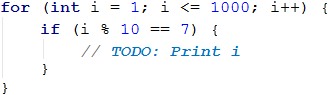 for (int i = 1; i <= 1000; i++) {
    if (i % 10 == 7) {
        // TODO: Print i
    }
}